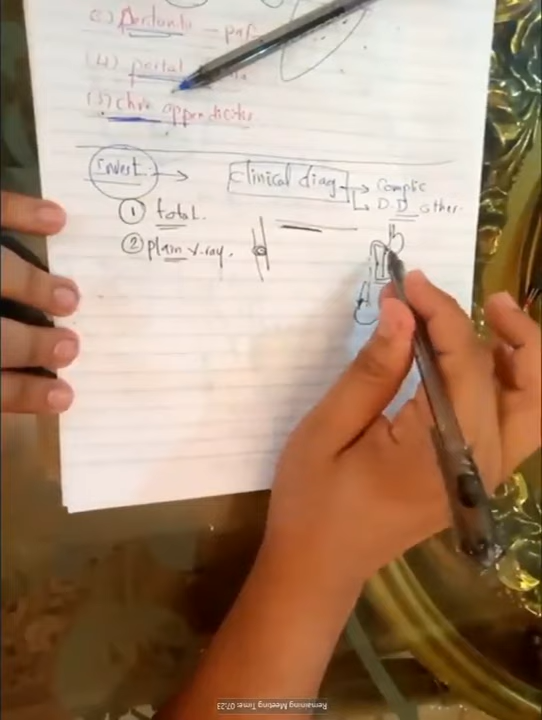 (4) portal
(5) chr. appendicitis
invest. → clinical diag → Complic
→ D.D other.
① total.
② plain x-ray.
Remaining Meeting Time: 07:23